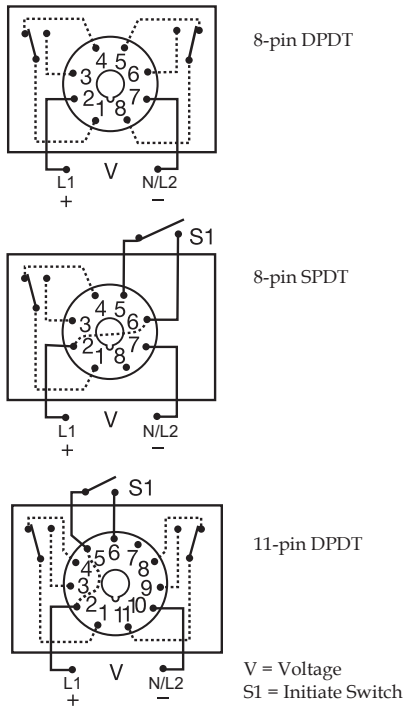 8-pin DPDT
4 5
3 6
2 7
1 8
L1 V N/L2
+ −
S1
8-pin SPDT
4 5
3 6
2 7
1 8
L1 V N/L2
+ −
S1
11-pin DPDT
5 6 7
4 8
3 9
2 10
1 11
L1 V N/L2
+ −
V = Voltage
S1 = Initiate Switch